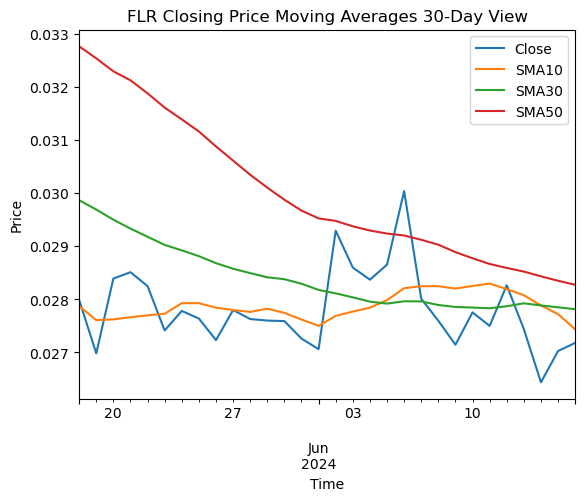 FLR Closing Price Moving Averages 30-Day View
0.033
0.032
0.031
0.030
0.029
0.028
0.027
Price
Close
SMA10
SMA30
SMA50
20
27
03
10
Jun
2024
Time